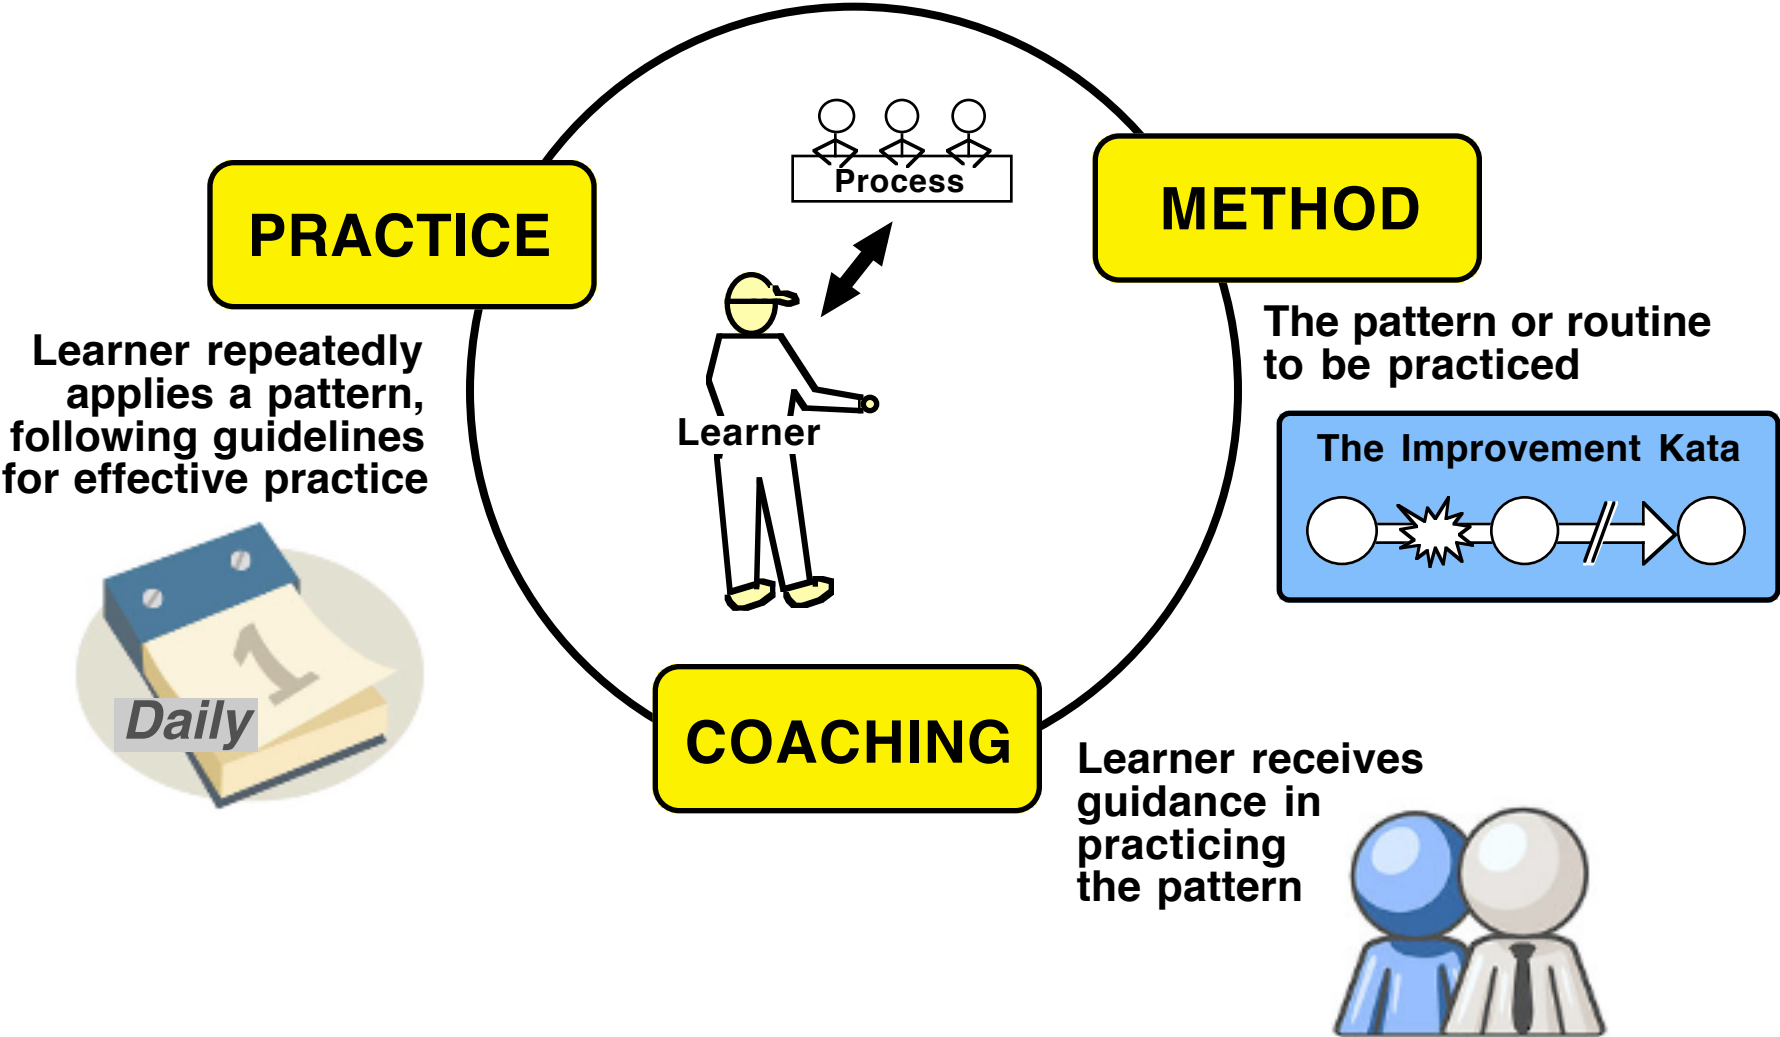 Process
PRACTICE
METHOD
Learner repeatedly
applies a pattern,
following guidelines
for effective practice
The pattern or routine
to be practiced
Learner
The Improvement Kata
1
Daily
COACHING
Learner receives
guidance in
practicing
the pattern